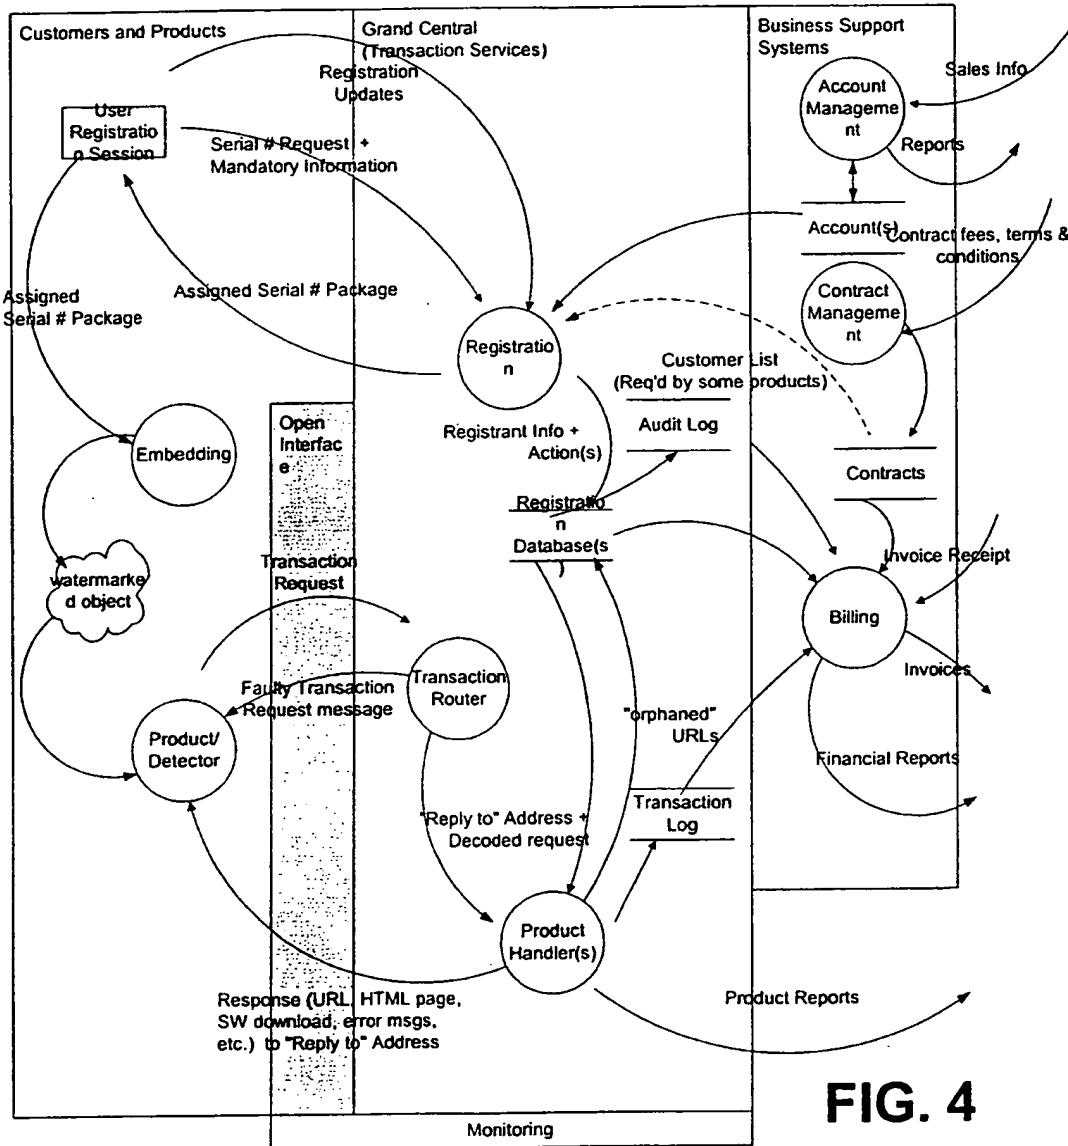 Customers and Products
Grand Central
(Transaction Services)
Business Support
Systems
Registration
Updates
Sales Info
Account
Manageme
nt
User
Registratio
n Session
Serial # Request +
Mandatory Information
Reports
Account(s)
Contract fees, terms &
conditions
Assigned
Serial # Package
Assigned Serial # Package
Contract
Manageme
nt
Registratio
n
Customer List
(Req'd by some products)
Open
Interfac
e
Registrant Info +
Action(s)
Audit Log
Embedding
Contracts
Registratio
n
Database(s
)
Transaction
Request
Invoice Receipt
watermarke
d object
Billing
Invoices
Faulty Transaction
Request message
Transaction
Router
"orphaned"
URLs
Product/
Detector
Financial Reports
"Reply to" Address +
Decoded request
Transaction
Log
Product
Handler(s)
Response (URL, HTML page,
SW download, error msgs,
etc.) to "Reply to" Address
Product Reports
FIG. 4
Monitoring